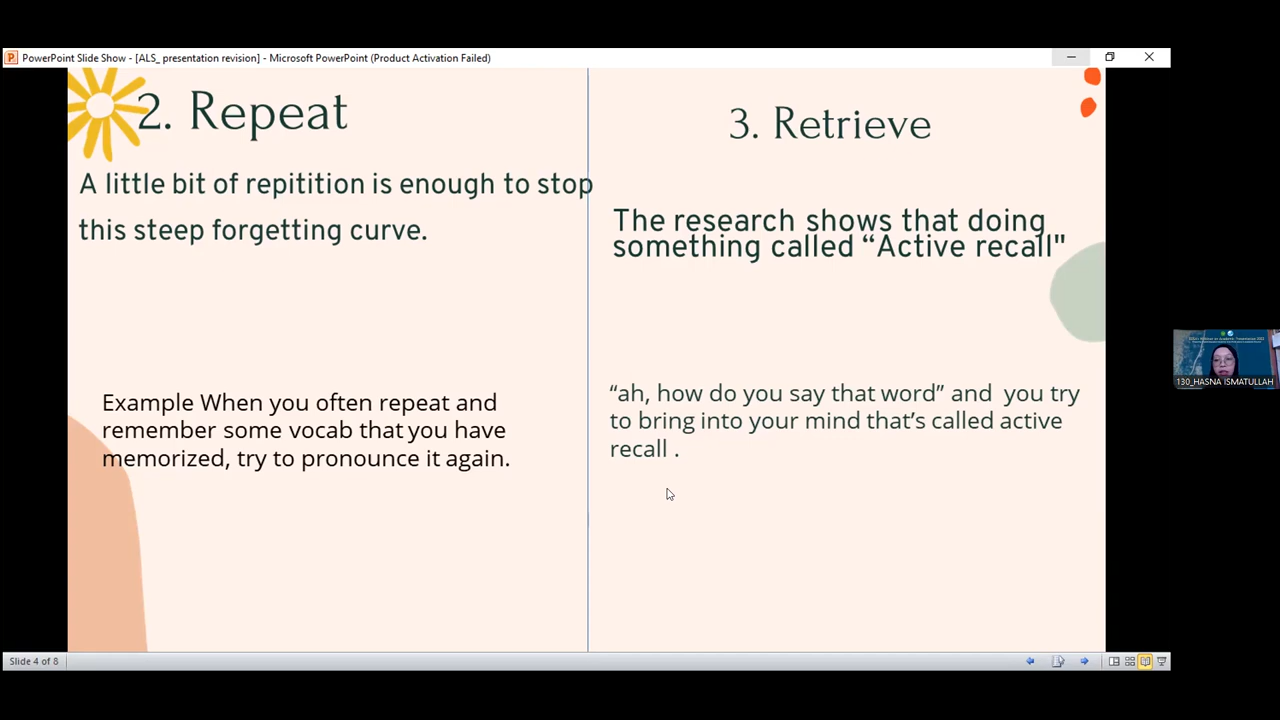 PowerPoint Slide Show - [ALS_ presentation revision] - Microsoft PowerPoint (Product Activation Failed)
2. Repeat
A little bit of repitition is enough to stop
this steep forgetting curve.
Example When you often repeat and
remember some vocab that you have
memorized, try to pronounce it again.
3. Retrieve
The research shows that doing
something called “Active recall"
“ah, how do you say that word” and you try
to bring into your mind that’s called active
recall .
130_HASNA ISMATULLAH
Slide 4 of 8